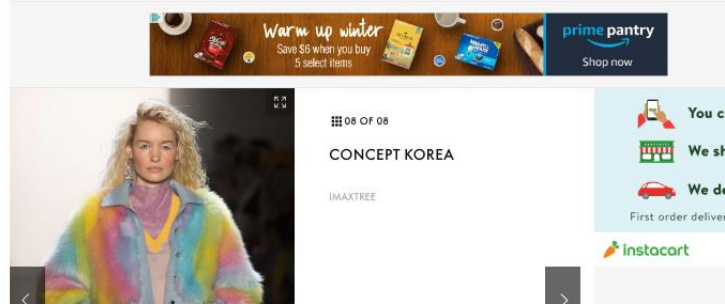 Warm up winter
Save $6 when you buy
5 select items
prime pantry
Shop now
08 OF 08
CONCEPT KOREA
IMAXTREE
You c
We sh
We de
First order deliver
instacart